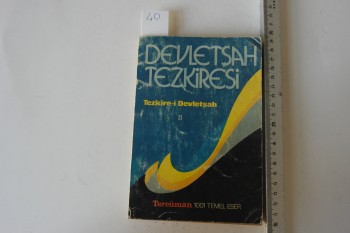 40
DEVLETŞAH
TEZKİRESİ
Tezkire-i Devletşah
II
Tercüman 1001 TEMEL ESER